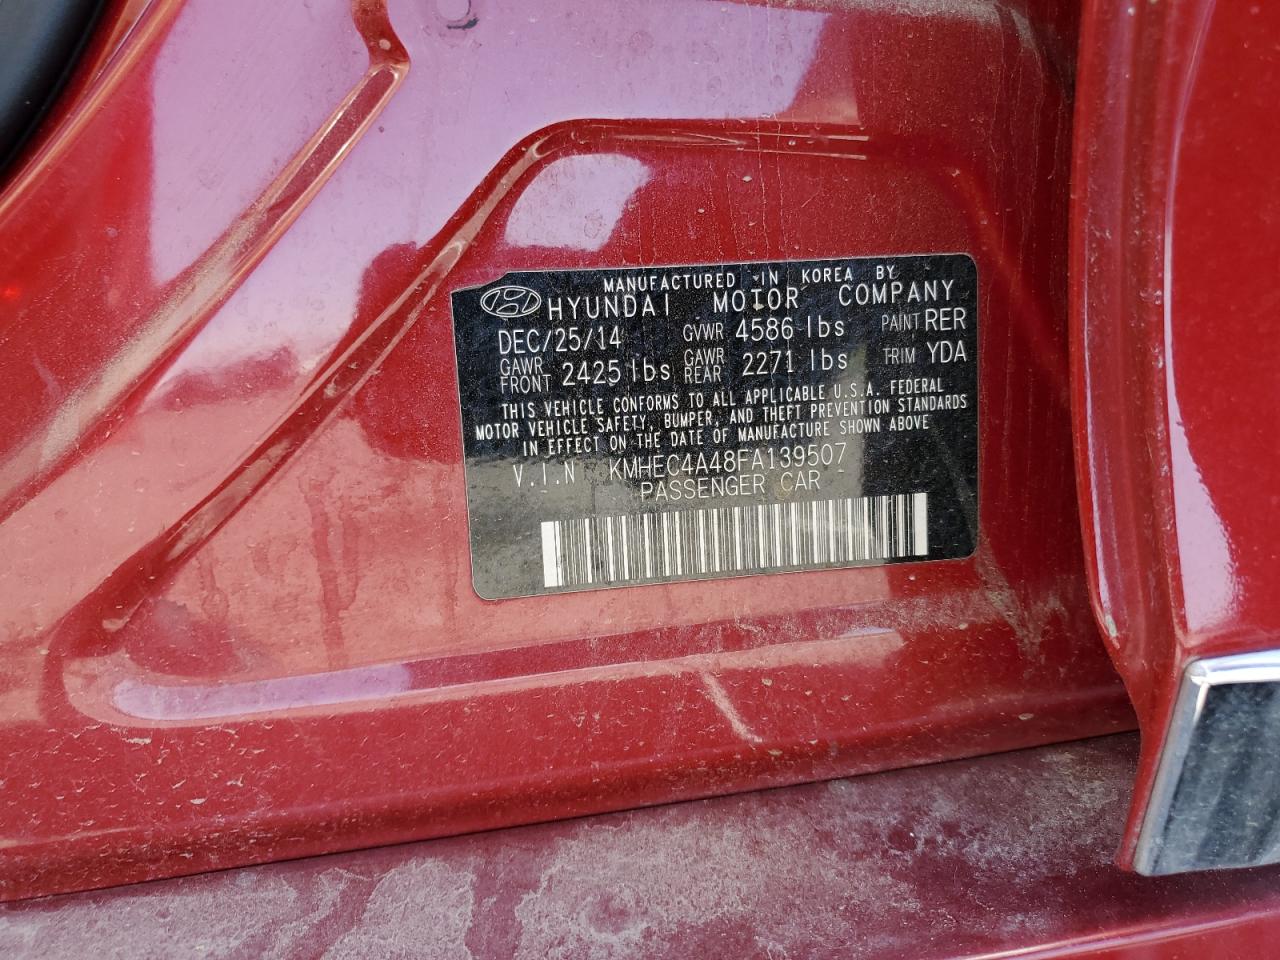 MANUFACTURED IN KOREA BY
HYUNDAI MOTOR COMPANY
DEC/25/14 GVWR 4586 lbs PAINT RER
GAWR FRONT 2425 lbs GAWR REAR 2271 lbs TRIM YDA
THIS VEHICLE CONFORMS TO ALL APPLICABLE U.S.A. FEDERAL
MOTOR VEHICLE SAFETY, BUMPER, AND THEFT PREVENTION STANDARDS
IN EFFECT ON THE DATE OF MANUFACTURE SHOWN ABOVE
V.I.N KMHEC4A48FA139507
PASSENGER CAR